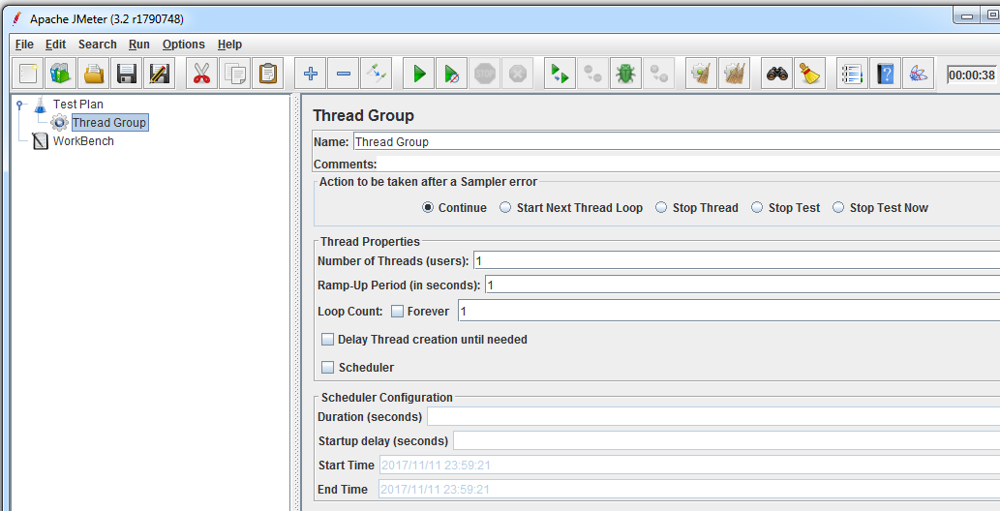 Apache JMeter (3.2 r1790748)
File Edit Search Run Options Help
STOP 00:00:38
Test Plan
Thread Group
WorkBench
Thread Group
Name: Thread Group
Comments:
Action to be taken after a Sampler error
Continue Start Next Thread Loop Stop Thread Stop Test Stop Test Now
Thread Properties
Number of Threads (users): 1
Ramp-Up Period (in seconds): 1
Loop Count: Forever 1
Delay Thread creation until needed
Scheduler
Scheduler Configuration
Duration (seconds)
Startup delay (seconds)
Start Time 2017/11/11 23:59:21
End Time 2017/11/11 23:59:21